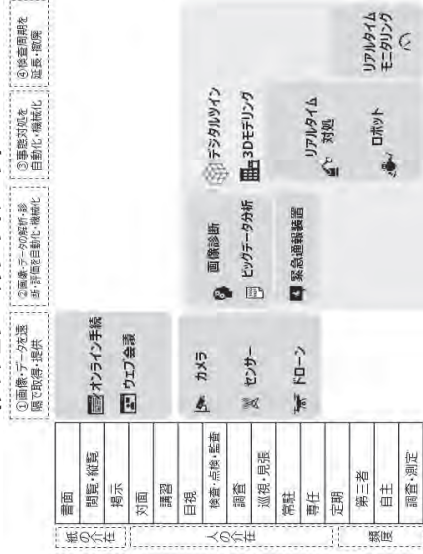 ①画像・データを遠
隔で取得・提供
②画像・データの解析・診
断・評価を自動化・機械化
③事態対処を
自動化・機械化
④検査周期を
延長・撤廃
紙の介在
書面
閲覧・縦覧
掲示
オンライン手続
ウェブ会議
人の介在
対面
講習
目視
検査・点検・監査
調査
巡視・見張
常駐
専任
カメラ
センサー
ドローン
画像診断
ビッグデータ分析
緊急通報装置
デジタルツイン
3Dモデリング
リアルタイム
対処
ロボット
頻度
定期
第三者
自主
調査・測定
リアルタイム
モニタリング